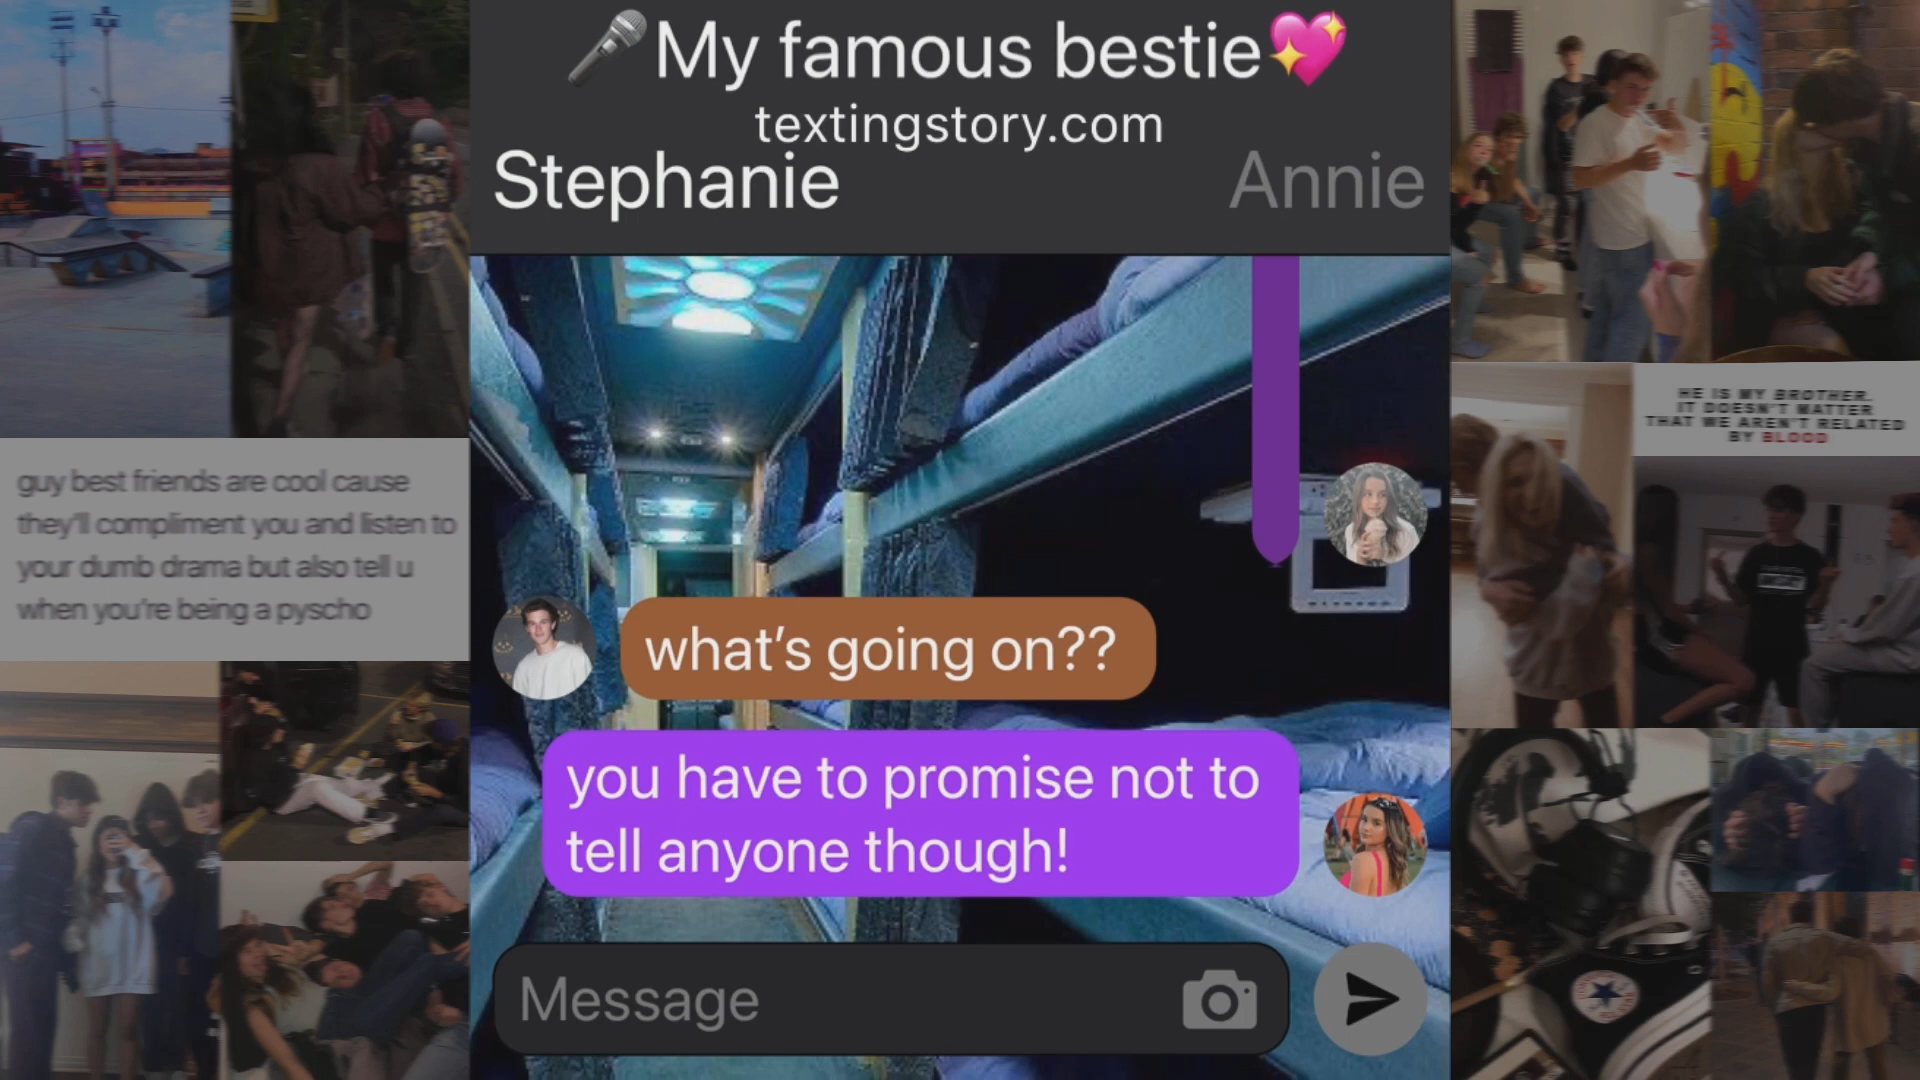 🎤My famous bestie💖
textingstory.com
Stephanie
Annie
what's going on??
you have to promise not to
tell anyone though!
Message
guy best friends are cool cause
they'll compliment you and listen to
your dumb drama but also tell u
when you're being a pyscho
HE IS MY BROTHER.
IT DOESN'T MATTER
THAT WE AREN'T RELATED
BY BLOOD